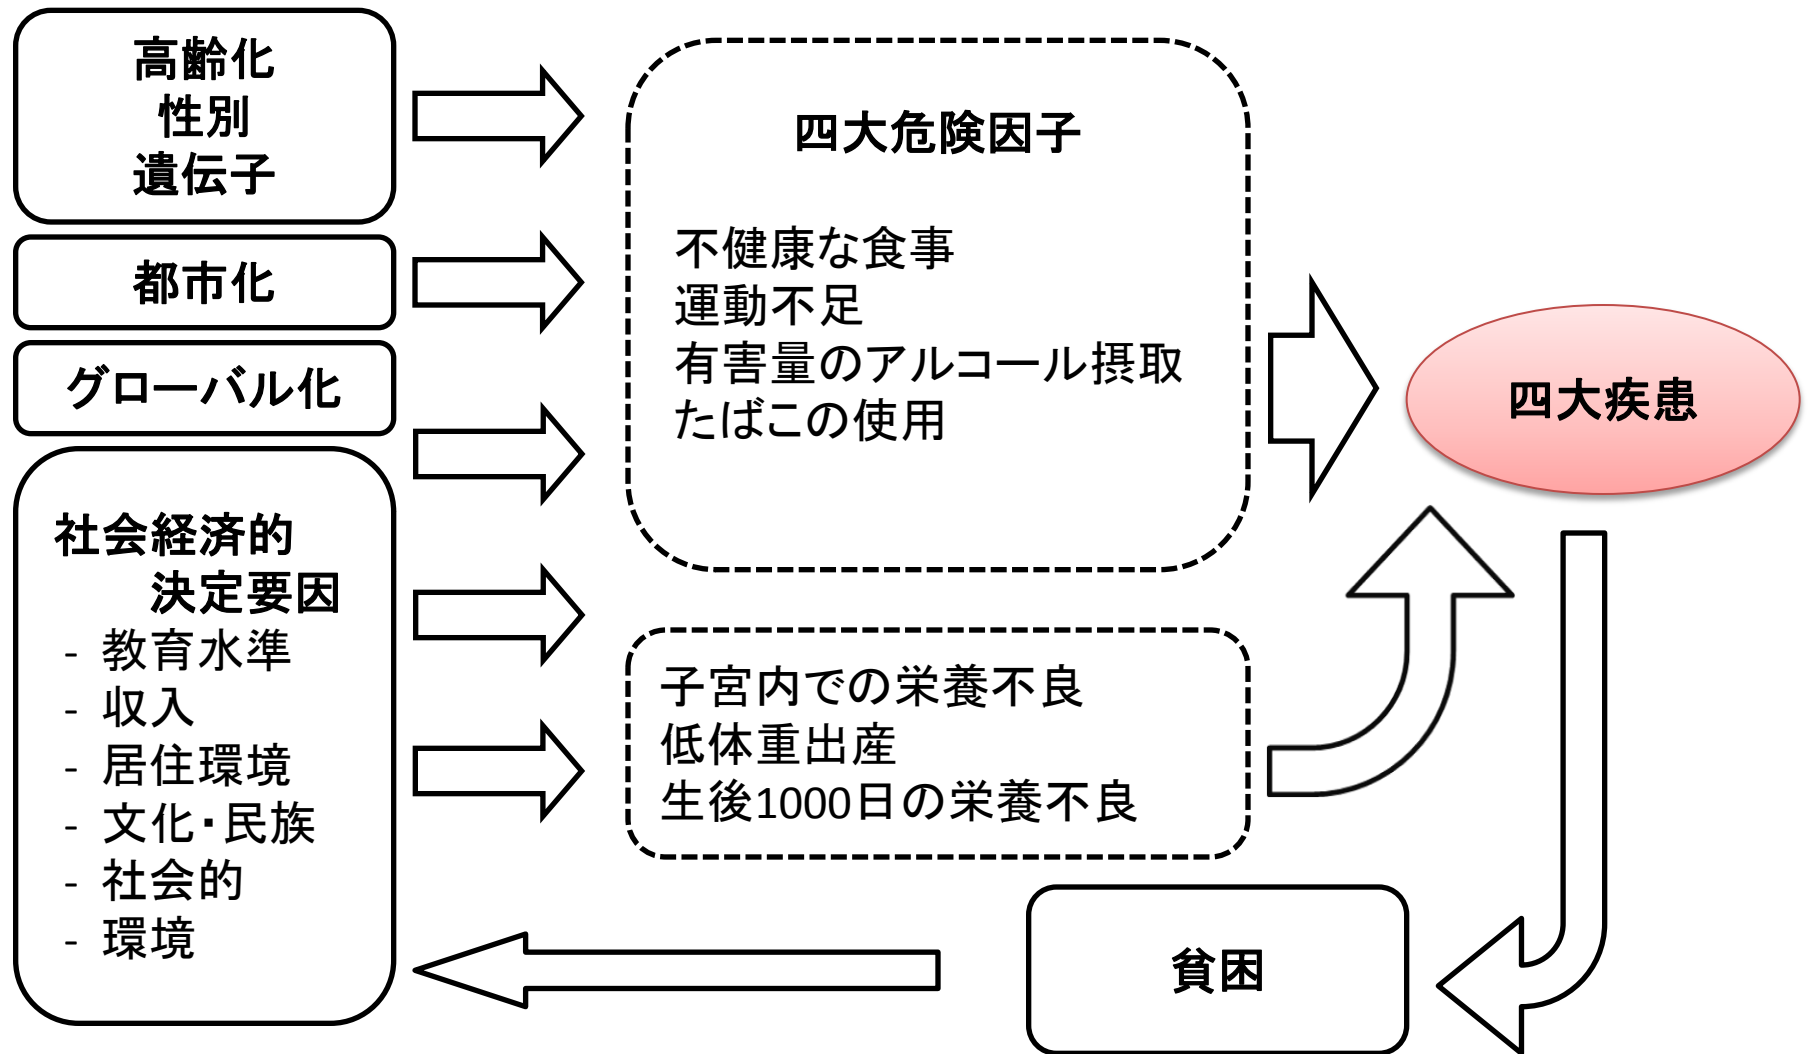 高齢化
性別
遺伝子
都市化
グローバル化
社会経済的
決定要因
- 教育水準
- 収入
- 居住環境
- 文化・民族
- 社会的
- 環境
四大危険因子
不健康な食事
運動不足
有害量のアルコール摂取
たばこの使用
子宮内での栄養不良
低体重出産
生後1000日の栄養不良
四大疾患
貧困